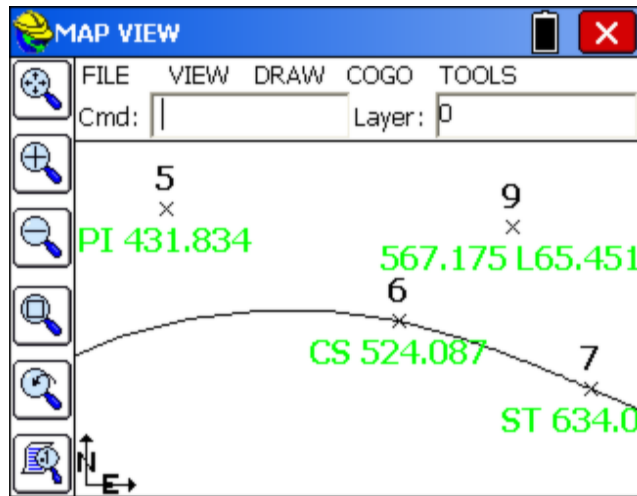 MAP VIEW
FILE VIEW DRAW COGO TOOLS
Cmd: Layer: 0
5
PI 431.834
9
567.175 L65.451
6
CS 524.087
7
ST 634.0
N
E